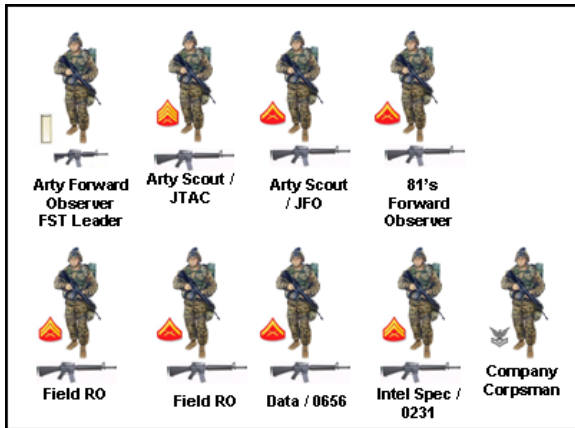 Arty Forward
Observer
FST Leader
Arty Scout /
JTAC
Arty Scout
/ JFO
81's
Forward
Observer
Field RO
Field RO
Data / 0656
Intel Spec /
0231
Company
Corpsman